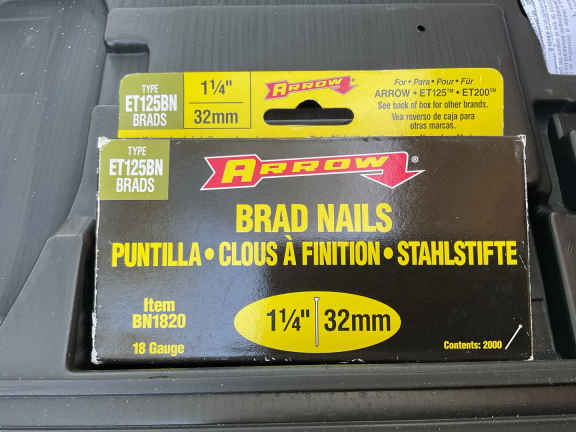 TYPE
ET125BN
BRADS
1¼"
32mm
ARROW™
For • Para • Pour • Für
ARROW • ET125™ • ET200™
See back of box for other brands.
Vea reverso de caja para
otras marcas.
TYPE
ET125BN
BRADS
ARROW®
BRAD NAILS
PUNTILLA • CLOUS À FINITION • STAHLSTIFTE
Item
BN1820
18 Gauge
1¼" 32mm
Contents: 2000